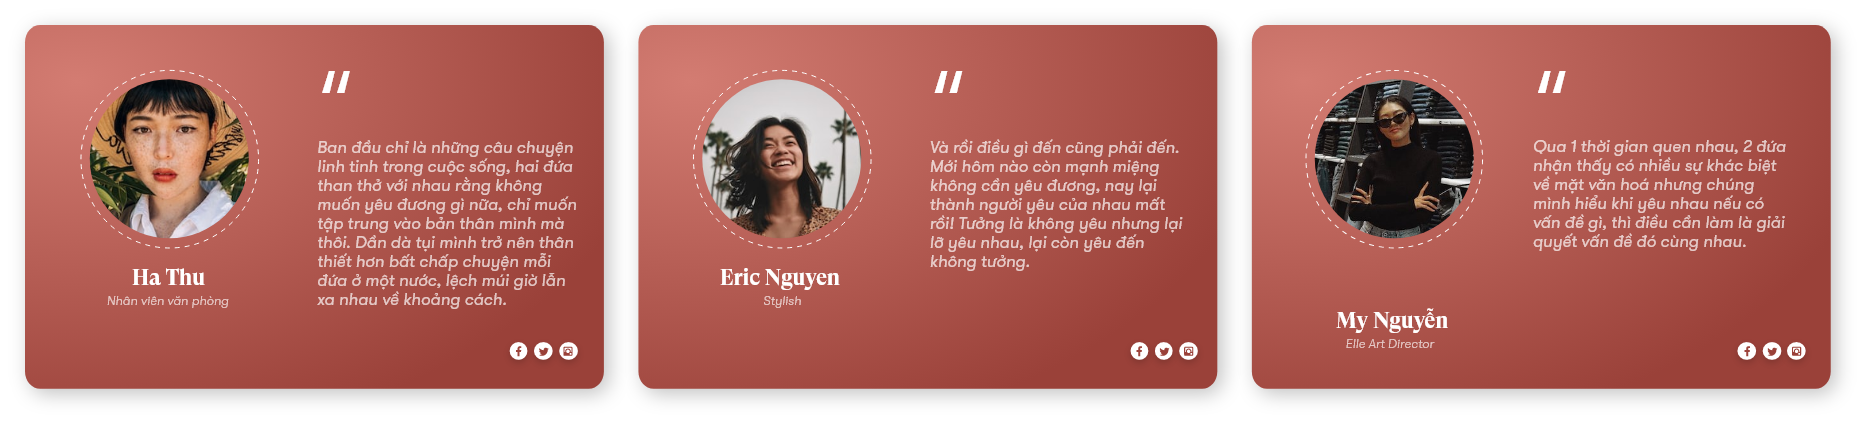 "
Ban đầu chỉ là những câu chuyện
linh tinh trong cuộc sống, hai đứa
than thở với nhau rằng không
muốn yêu đương gì nữa, chỉ muốn
tập trung vào bản thân mình mà
thôi. Dần dà tụi mình trở nên thân
thiết hơn bất chấp chuyện mỗi
đứa ở một nước, lệch múi giờ lẫn
xa nhau về khoảng cách.
Ha Thu
Nhân viên văn phòng
"
Và rồi điều gì đến cũng phải đến.
Mới hôm nào còn mạnh miệng
không cần yêu đương, nay lại
thành người yêu của nhau mất
rồi! Tưởng là không yêu nhưng lại
lỡ yêu nhau, lại còn yêu đến
không tưởng.
Eric Nguyen
Stylish
"
Qua 1 thời gian quen nhau, 2 đứa
nhận thấy có nhiều sự khác biệt
về mặt văn hoá nhưng chúng
mình hiểu khi yêu nhau nếu có
vấn đề gì, thì điều cần làm là giải
quyết vấn đề đó cùng nhau.
My Nguyễn
Elle Art Director